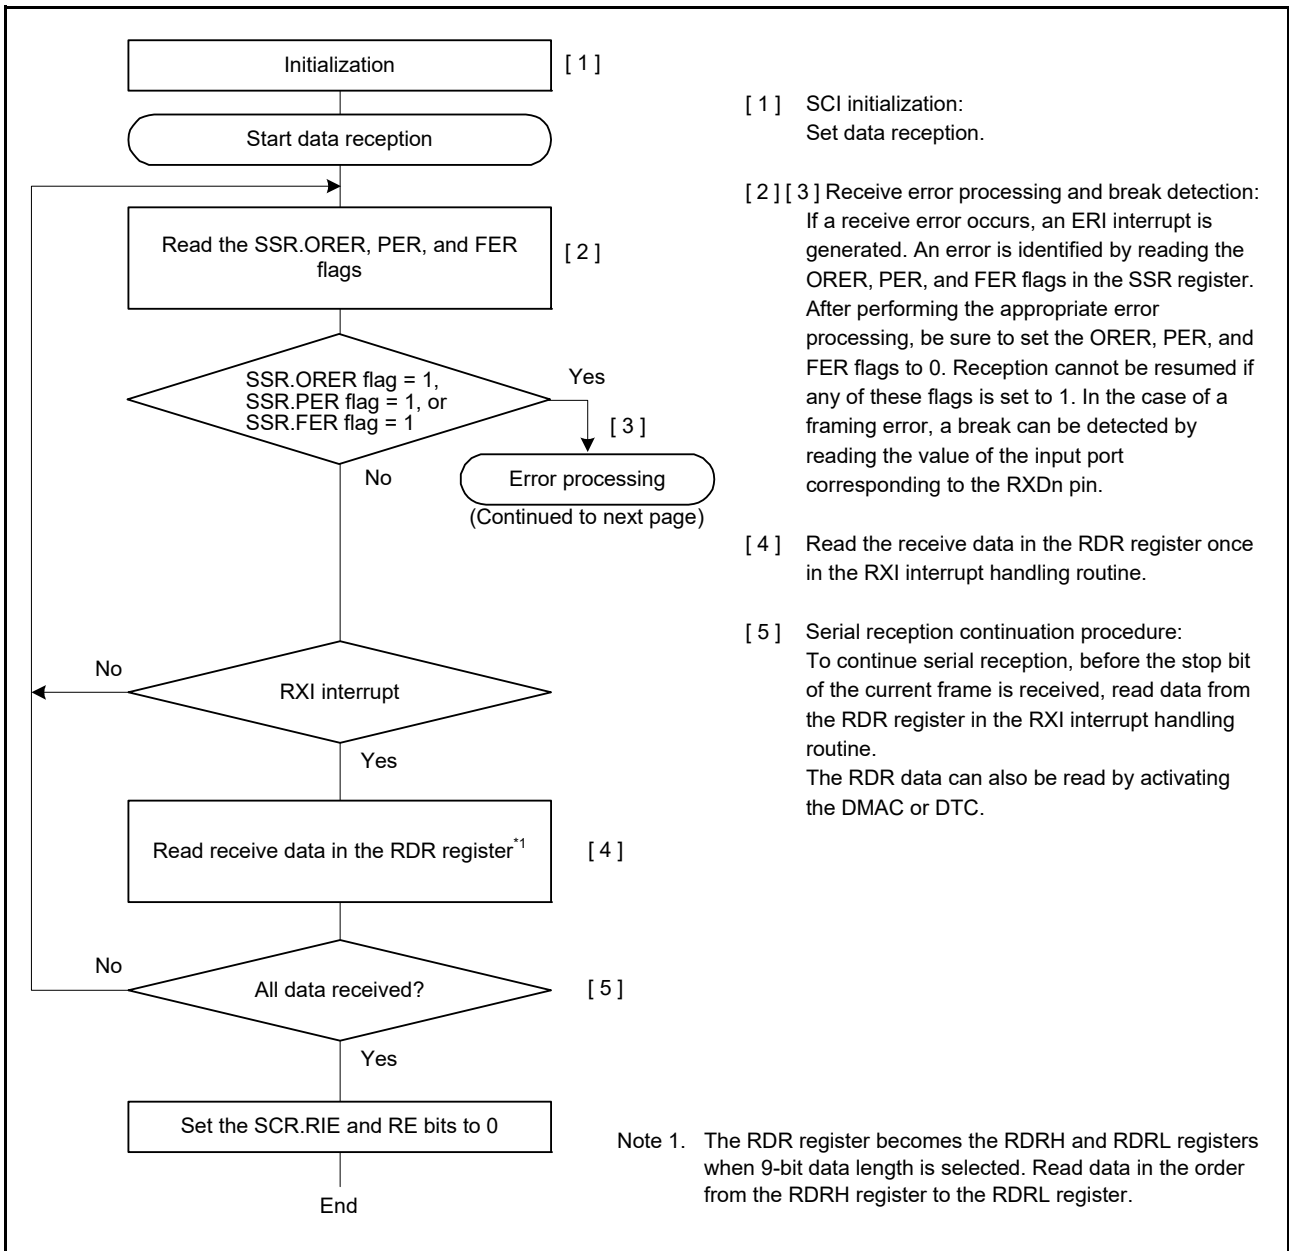 Initialization
[ 1 ]
Start data reception
Read the SSR.ORER, PER, and FER
flags
[ 2 ]
SSR.ORER flag = 1,
SSR.PER flag = 1, or
SSR.FER flag = 1
Yes
[ 3 ]
No
Error processing
(Continued to next page)
No
RXI interrupt
Yes
Read receive data in the RDR register*1
[ 4 ]
No
All data received?
[ 5 ]
Yes
Set the SCR.RIE and RE bits to 0
End
[ 1 ] SCI initialization:
Set data reception.
[ 2 ] [ 3 ] Receive error processing and break detection:
If a receive error occurs, an ERI interrupt is
generated. An error is identified by reading the
ORER, PER, and FER flags in the SSR register.
After performing the appropriate error
processing, be sure to set the ORER, PER, and
FER flags to 0. Reception cannot be resumed if
any of these flags is set to 1. In the case of a
framing error, a break can be detected by
reading the value of the input port
corresponding to the RXDn pin.
[ 4 ] Read the receive data in the RDR register once
in the RXI interrupt handling routine.
[ 5 ] Serial reception continuation procedure:
To continue serial reception, before the stop bit
of the current frame is received, read data from
the RDR register in the RXI interrupt handling
routine.
The RDR data can also be read by activating
the DMAC or DTC.
Note 1. The RDR register becomes the RDRH and RDRL registers
when 9-bit data length is selected. Read data in the order
from the RDRH register to the RDRL register.